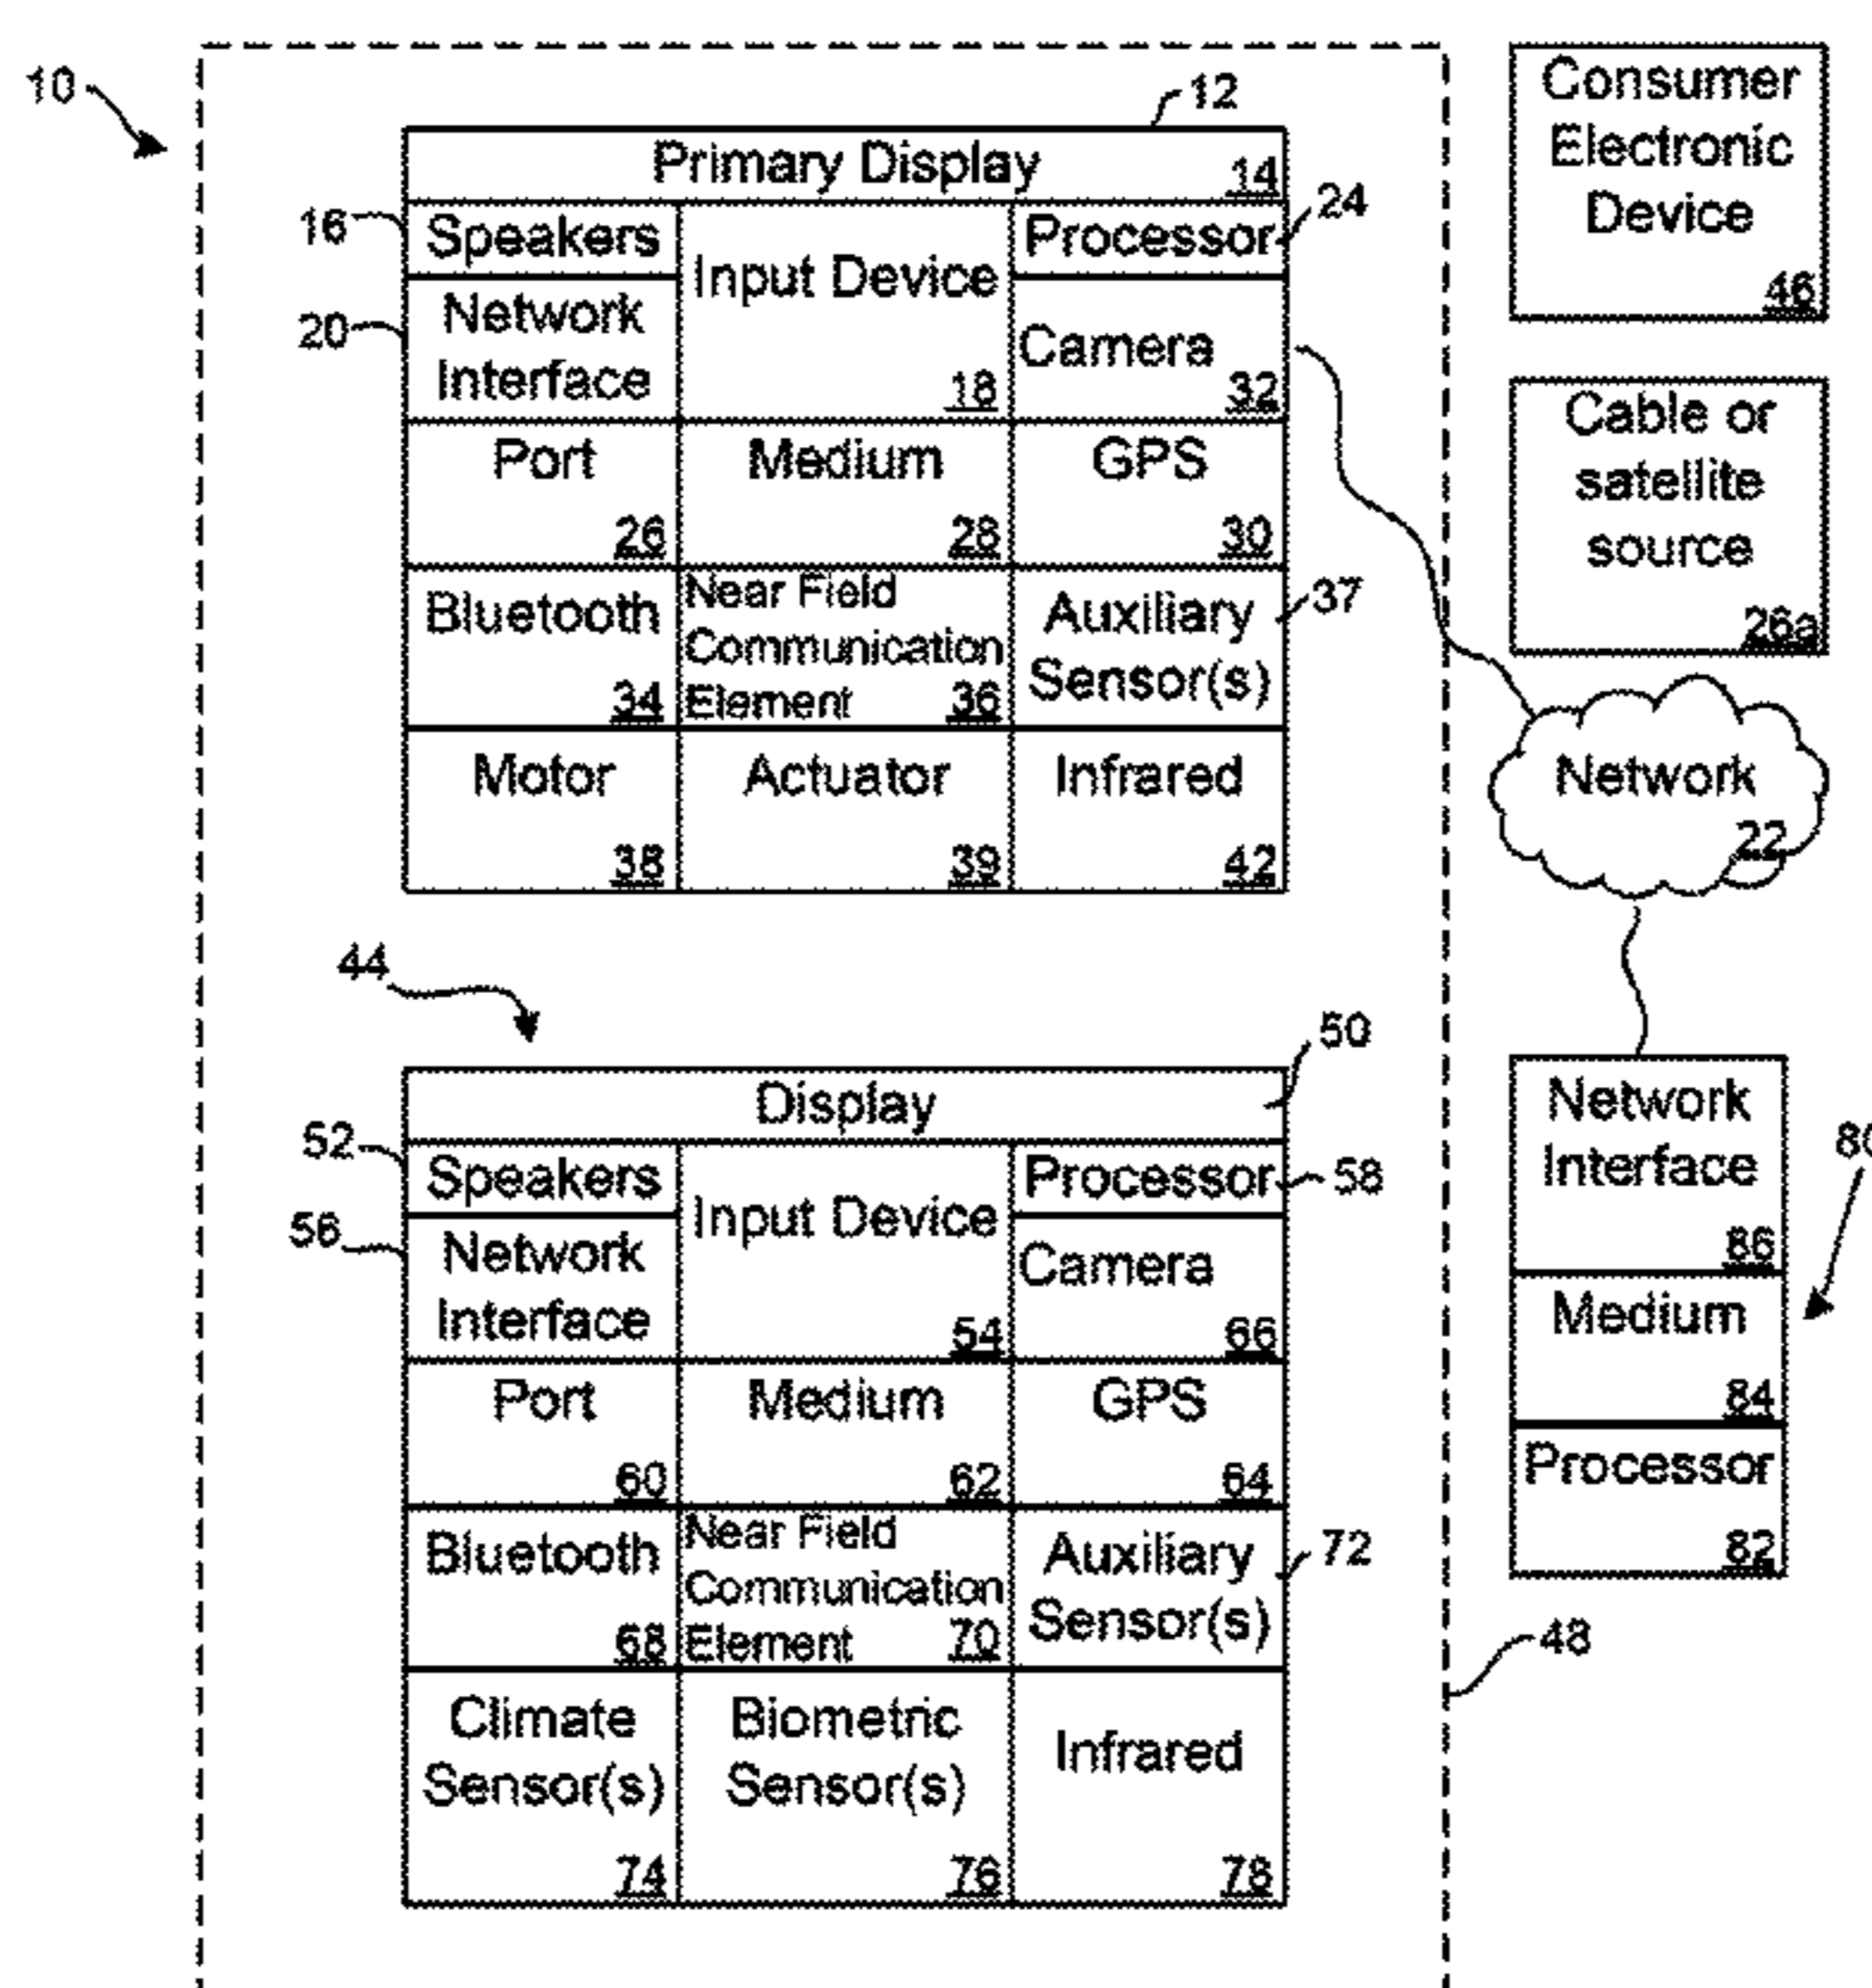 10
12
Primary Display 14
16 Speakers
Input Device 18
Processor 24
20 Network
Interface
Camera 32
Port 26
Medium 28
GPS 30
Bluetooth 34
Near Field
Communication
Element 36
Auxiliary
Sensor(s) 37
Motor 38
Actuator 39
Infrared 42
Consumer
Electronic
Device
46
Cable or
satellite
source
26a
Network
22
44
50
Display
52 Speakers
Input Device 54
Processor 58
56 Network
Interface
Camera 66
Port 60
Medium 62
GPS 64
Bluetooth 68
Near Field
Communication
Element 70
Auxiliary
Sensor(s) 72
Climate
Sensor(s) 74
Biometric
Sensor(s) 76
Infrared 78
Network
Interface
86
Medium
84
Processor
82
48